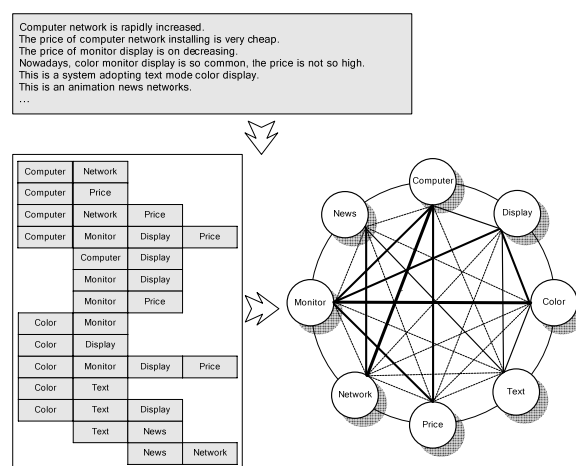 Computer network is rapidly increased.
The price of computer network installing is very cheap.
The price of monitor display is on decreasing.
Nowadays, color monitor display is so common, the price is not so high.
This is a system adopting text mode color display.
This is an animation news networks.
...
Computer Network
Computer Price
Computer Network Price
Computer Monitor Display Price
Computer Display
Monitor Display
Monitor Price
Color Monitor
Color Display
Color Monitor Display Price
Color Text
Color Text Display
Text News
News Network
Computer
News
Display
Monitor
Color
Network
Text
Price